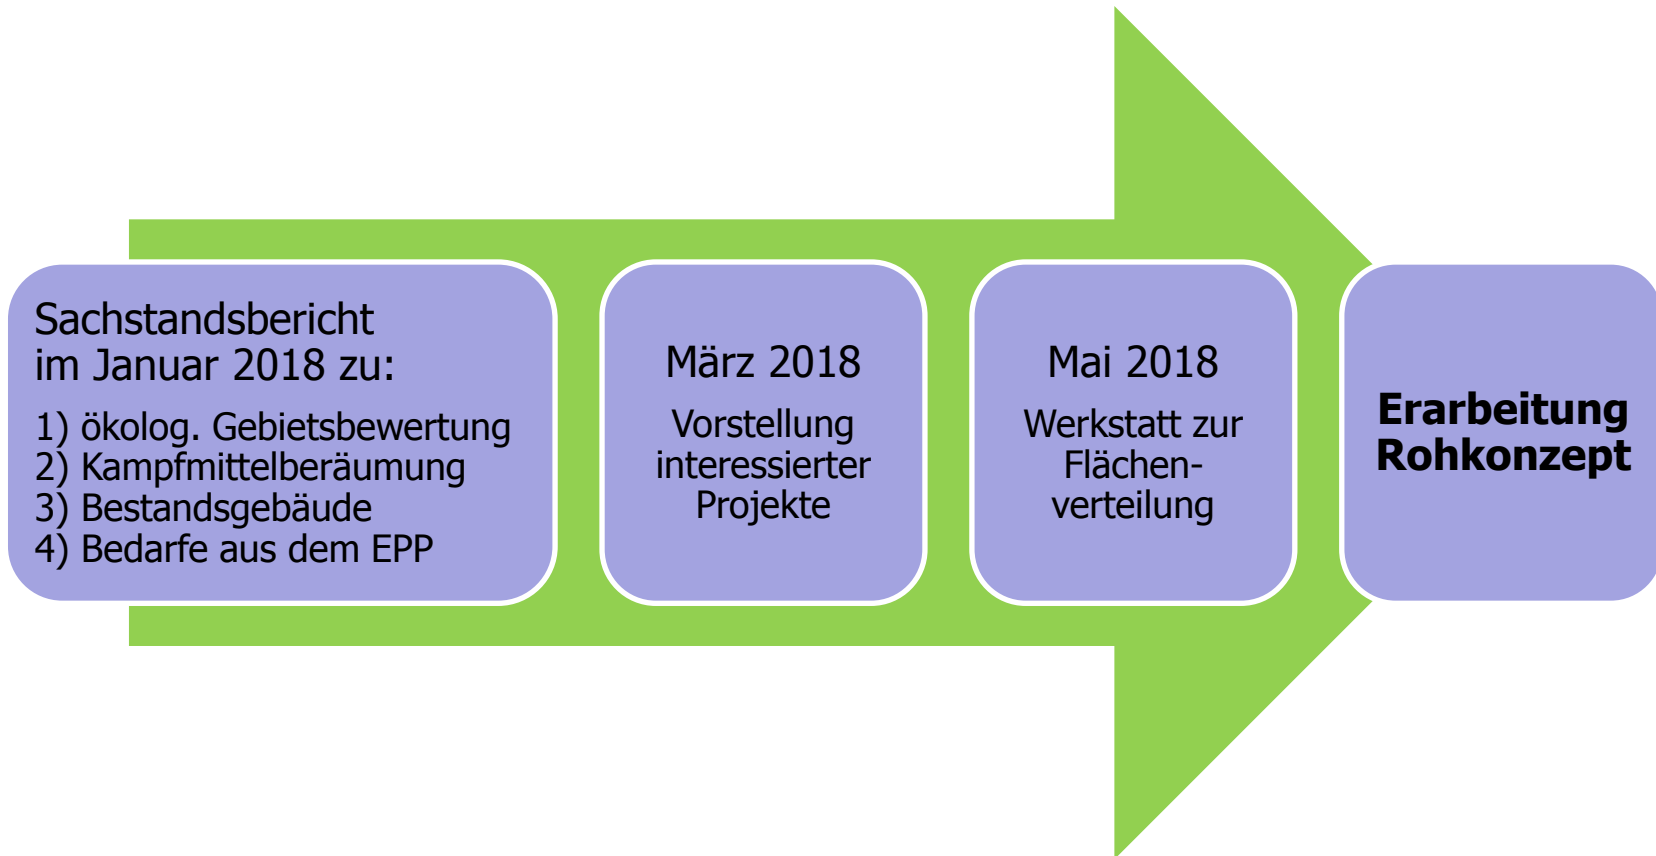 Sachstandsbericht
im Januar 2018 zu:
1) ökolog. Gebietsbewertung
2) Kampfmittelberäumung
3) Bestandsgebäude
4) Bedarfe aus dem EPP
März 2018
Vorstellung
interessierter
Projekte
Mai 2018
Werkstatt zur
Flächen-
verteilung
Erarbeitung
Rohkonzept